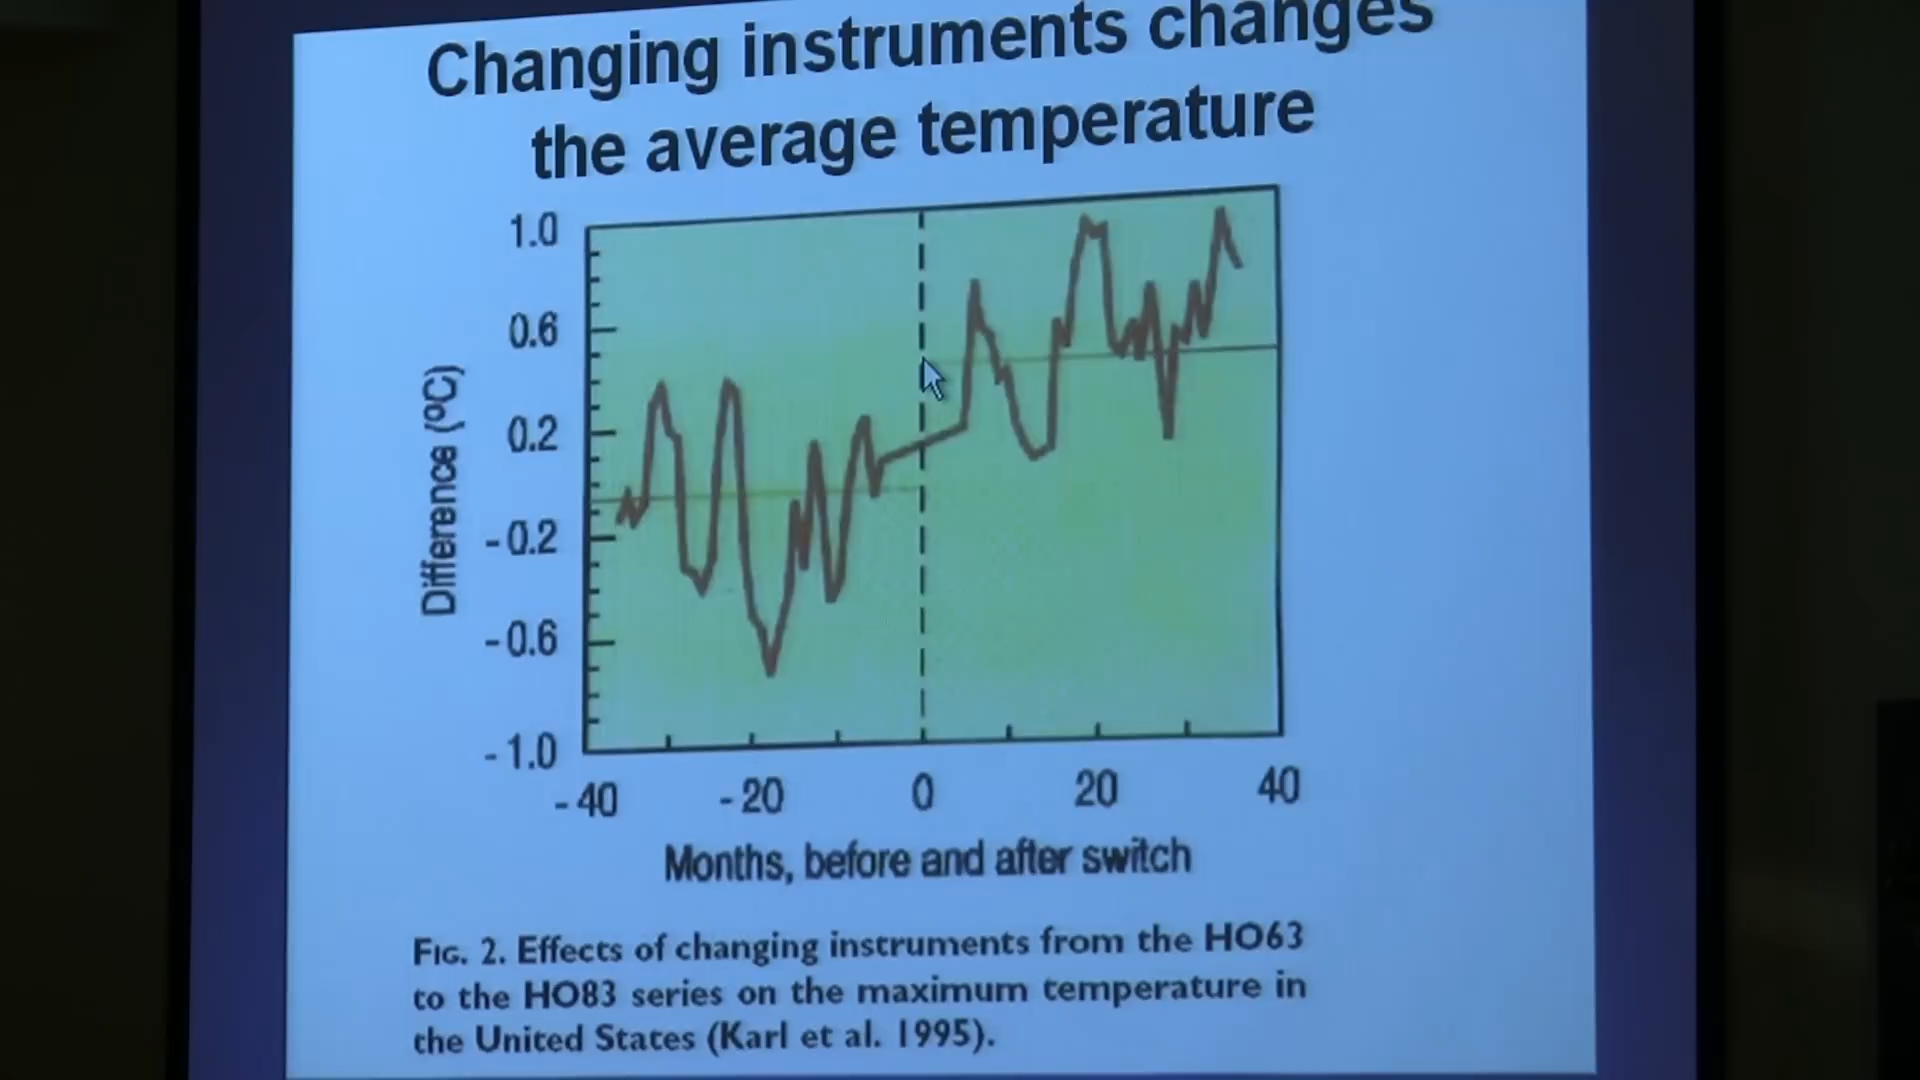 Changing instruments changes
the average temperature
1.0
0.6
0.2
- 0.2
- 0.6
- 1.0
Difference (ºC)
- 40
- 20
0
20
40
Months, before and after switch
FIG. 2. Effects of changing instruments from the HO63
to the HO83 series on the maximum temperature in
the United States (Karl et al. 1995).